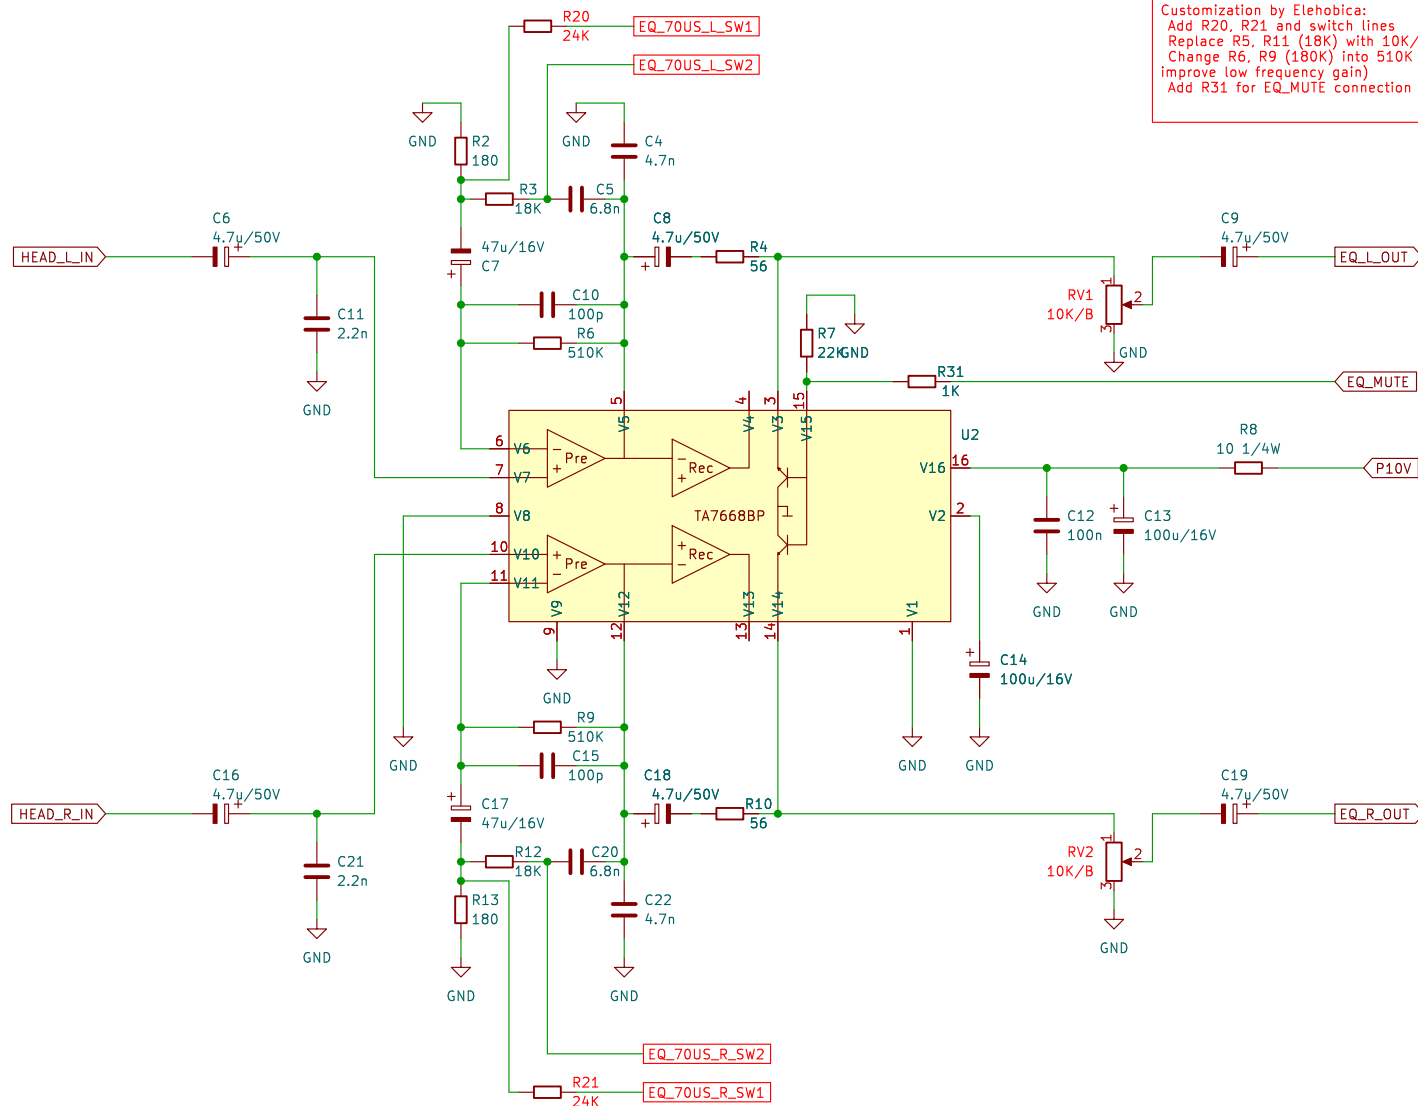 Customization by Elehobica:
Add R20, R21 and switch lines
Replace R5, R11 (18K) with 10K/
Change R6, R9 (180K) into 510K
improve low frequency gain)
Add R31 for EQ_MUTE connection
R20
24K
EQ_70US_L_SW1
EQ_70US_L_SW2
GND
R2
180
GND
C4
4.7n
R3
18K
C5
6.8n
C6
4.7u/50V
+
HEAD_L_IN
47u/16V
C7
+
C8
4.7u/50V
+
R4
56
C9
4.7u/50V
+
EQ_L_OUT
C11
2.2n
GND
C10
100p
R6
510K
R7
22K
GND
RV1
10K/B
1
2
3
GND
R31
1K
EQ_MUTE
5
4
3
15
V5
V4
V3
V15
U2
6
V6
7
V7
8
V8
10
V10
11
V11
-
+
Pre
-
+
Rec
+
-
Pre
+
-
Rec
TA7668BP
V16
16
V2
2
R8
10 1/4W
P10V
C12
100n
GND
+
C13
100u/16V
GND
V9
V12
V13
V14
V1
9
12
13
14
1
GND
+
C14
100u/16V
GND
GND
GND
R9
510K
C15
100p
C16
4.7u/50V
+
HEAD_R_IN
+
C17
47u/16V
C18
4.7u/50V
+
R10
56
C19
4.7u/50V
+
EQ_R_OUT
C21
2.2n
GND
R12
18K
C20
6.8n
R13
180
GND
C22
4.7n
GND
RV2
10K/B
1
2
3
GND
EQ_70US_R_SW2
R21
24K
EQ_70US_R_SW1